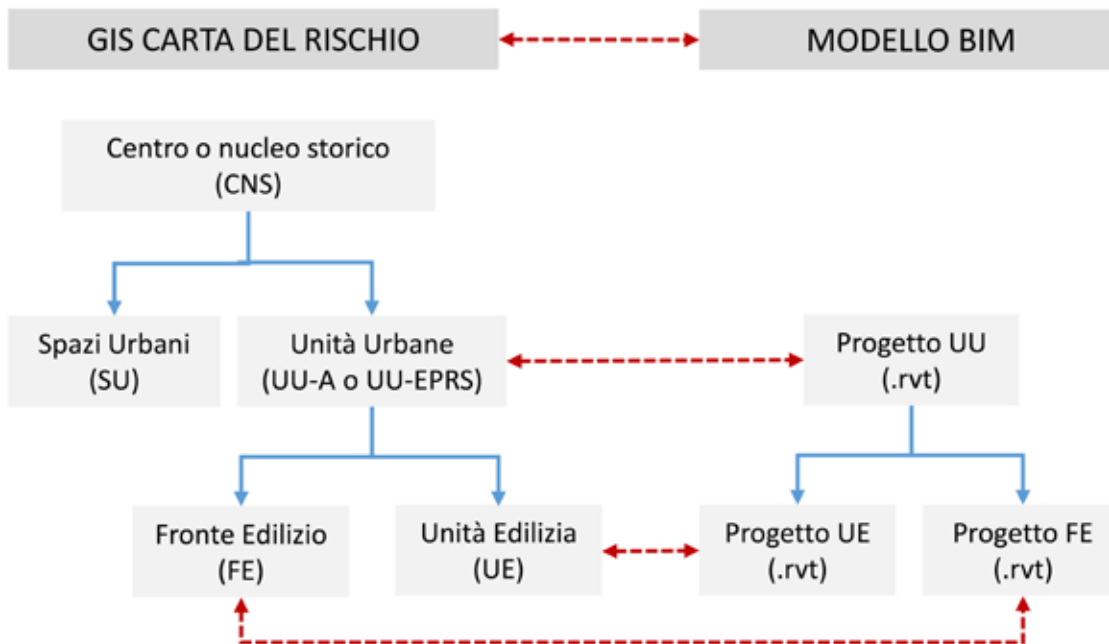 GIS CARTA DEL RISCHIO
MODELLO BIM
Centro o nucleo storico
(CNS)
Spazi Urbani
(SU)
Unità Urbane
(UU-A o UU-EPRS)
Progetto UU
(.rvt)
Fronte Edilizio
(FE)
Unità Edilizia
(UE)
Progetto UE
(.rvt)
Progetto FE
(.rvt)